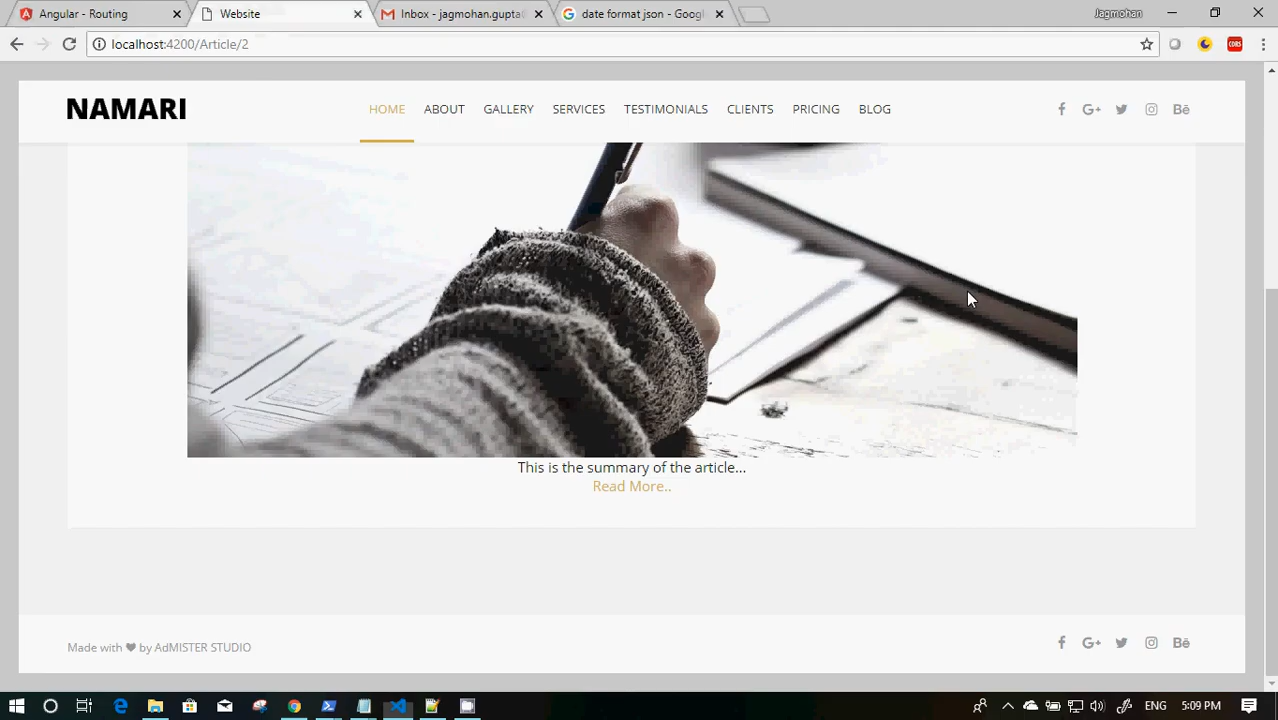 Angular - Routing
Website
Inbox - jagmohan.gupta
date format json - Goog
Jagmohan
localhost:4200/Article/2
CORS
NAMARI
HOME ABOUT GALLERY SERVICES TESTIMONIALS CLIENTS PRICING BLOG
This is the summary of the article...
Read More..
Made with ❤ by AdMISTER STUDIO
ENG 5:09 PM